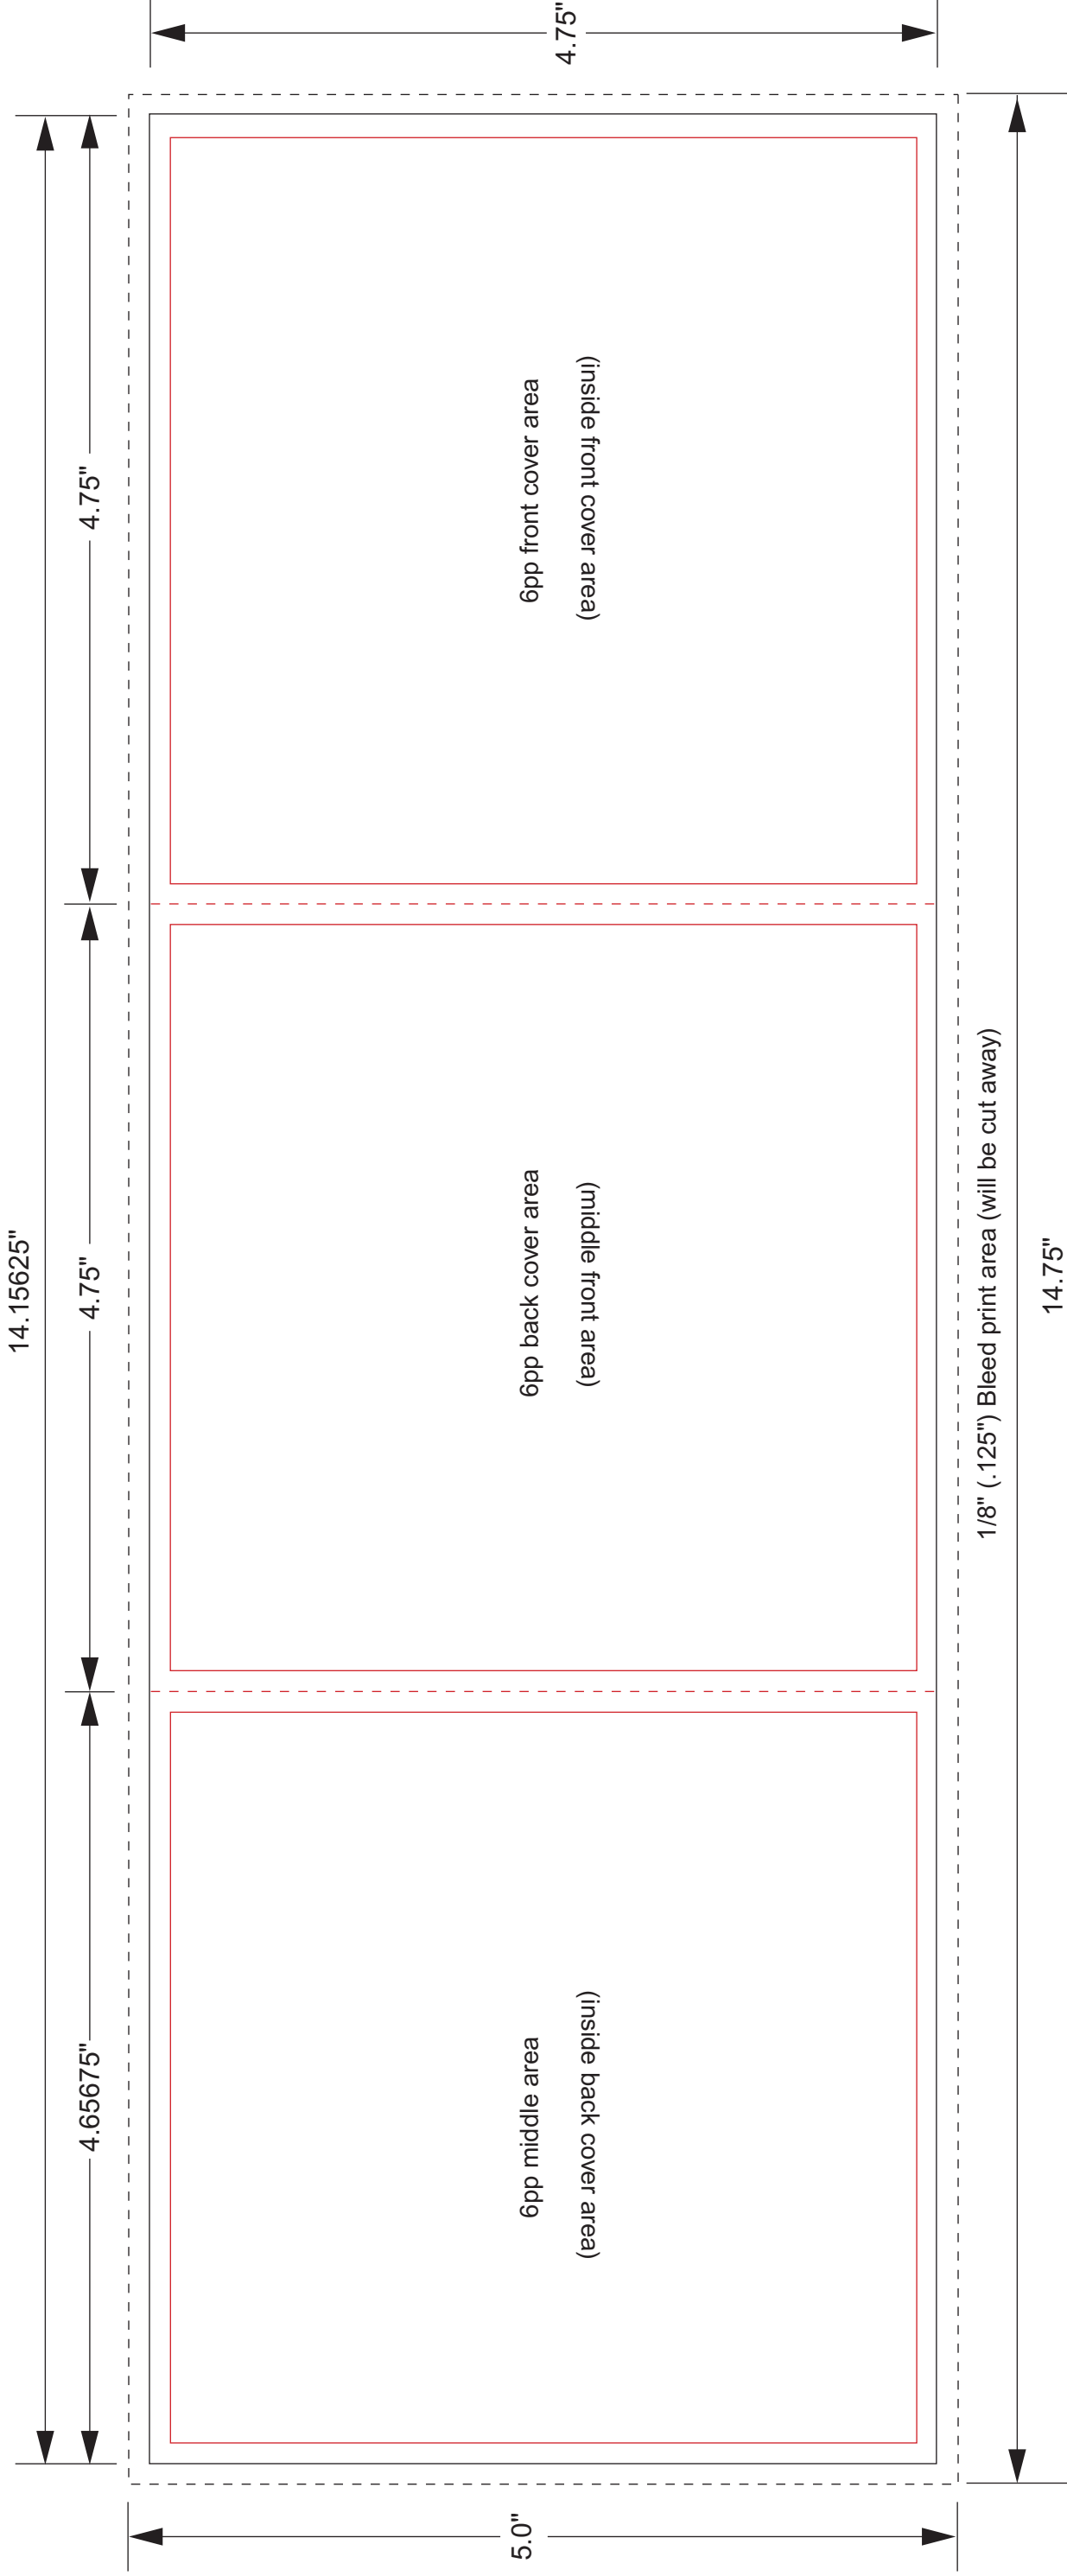 14.15625"
4.65675"
4.75"
4.75"
5.0"
4.75"
6pp middle area
(inside back cover area)
6pp back cover area
(middle front area)
6pp front cover area
(inside front cover area)
1/8" (.125") Bleed print area (will be cut away)
14.75"